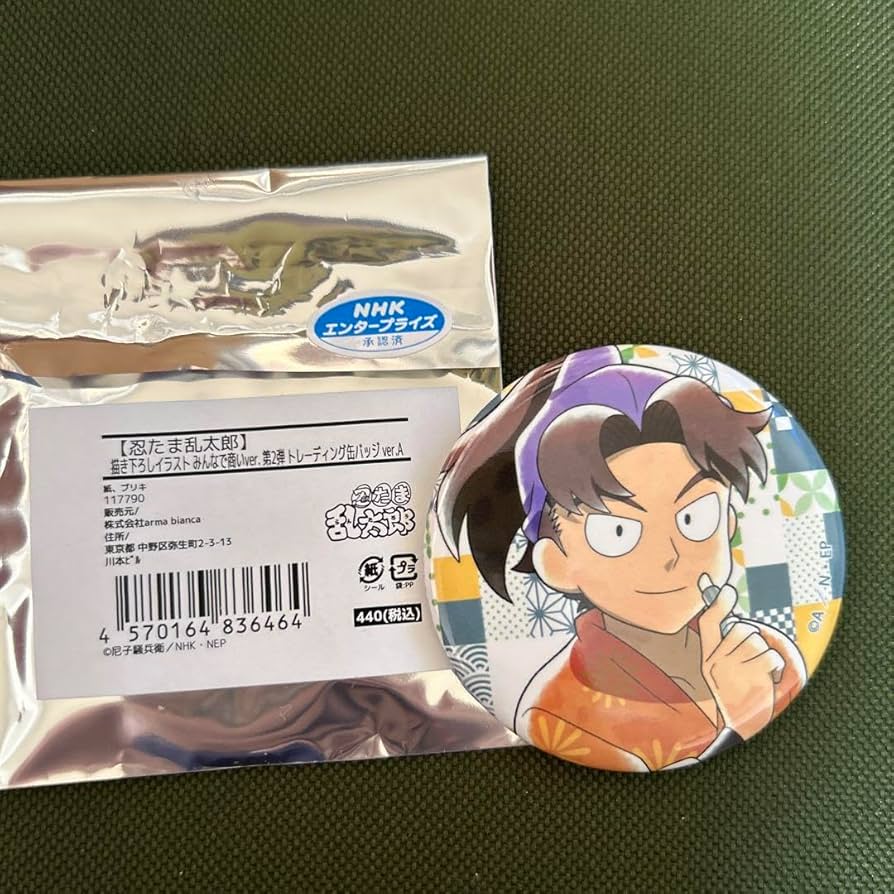 NHK
エンタープライズ
承認済
【忍たま乱太郎】
描き下ろしイラスト みんなで商いver. 第2弾 トレーディング缶バッジ ver.A
紙、ブリキ
117790
販売元/
株式会社arma bianca
住所/
東京都 中野区弥生町2-3-13
川本ビル
忍たま
乱太郎
紙
シール
プラ
袋:PP
4 570164 836464
440(税込)
©尼子騒兵衛/NHK・NEP
©A/N・EP